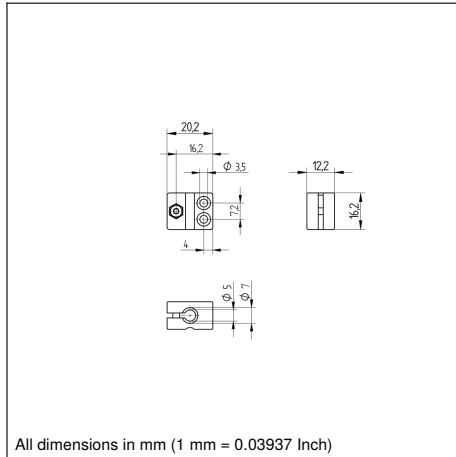 20,2
16,2
Φ 3,5
12,2
7,2
16,2
4
Φ 5
Φ 7
All dimensions in mm (1 mm = 0.03937 Inch)